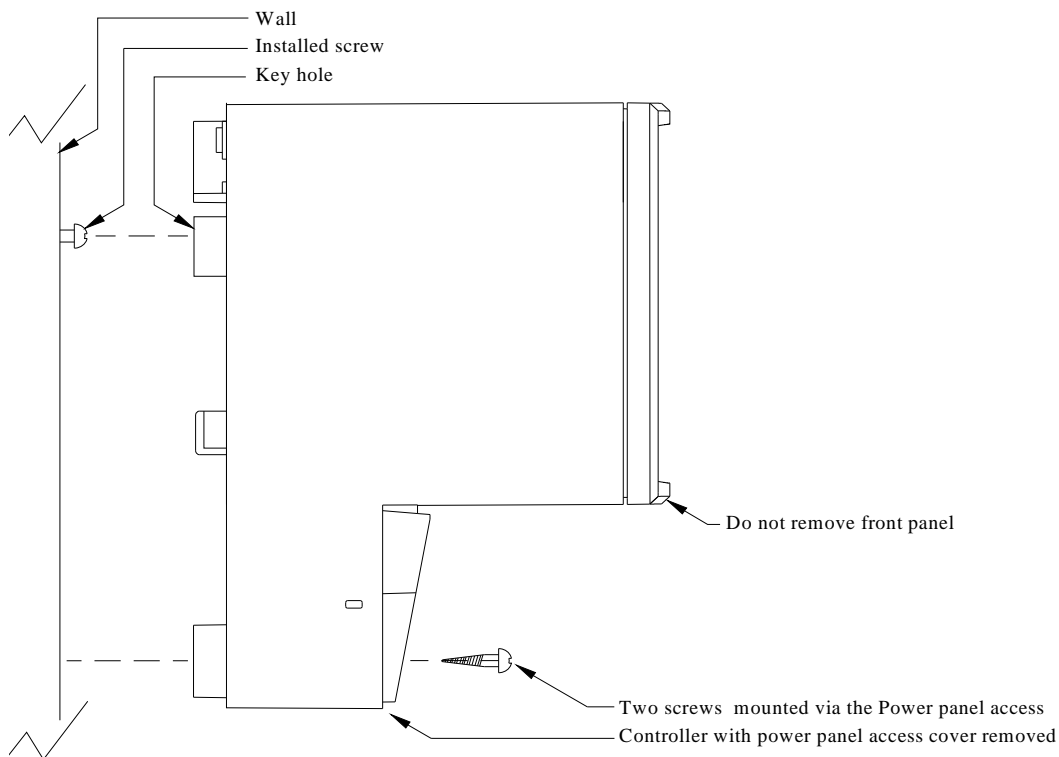 Wall
Installed screw
Key hole
Do not remove front panel
Two screws mounted via the Power panel access
Controller with power panel access cover removed